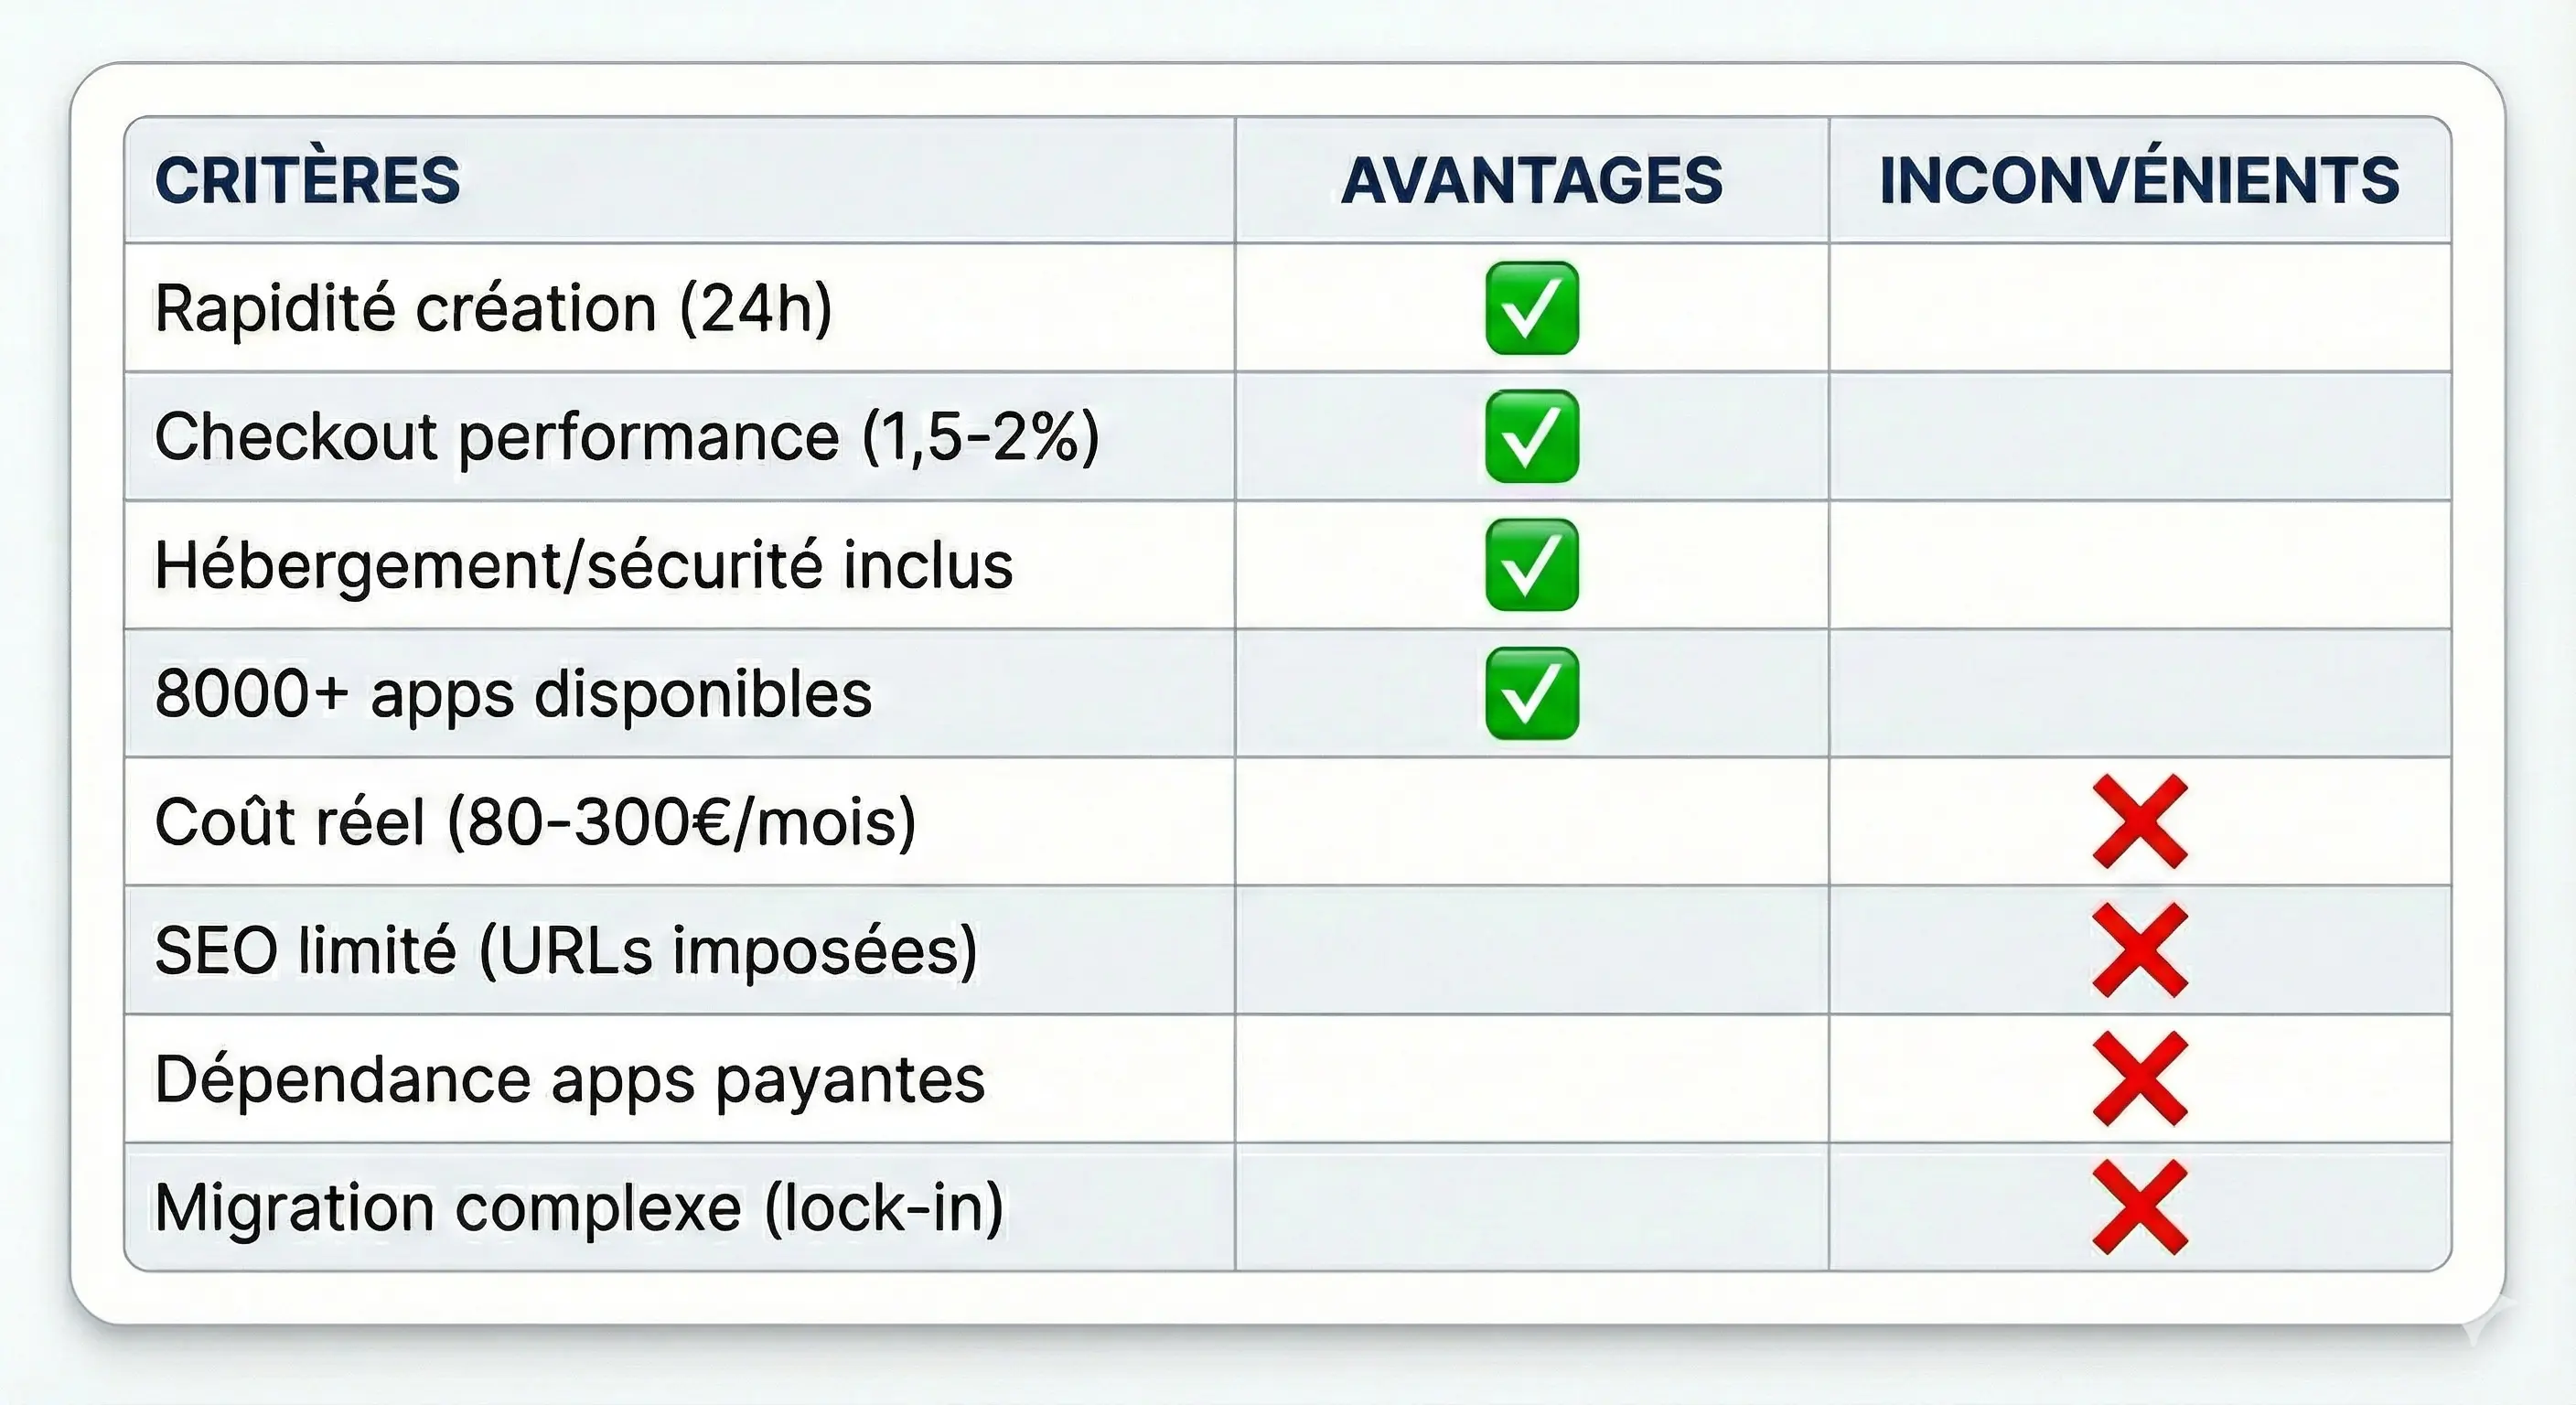 CRITÈRES AVANTAGES INCONVÉNIENTS
Rapidité création (24h) ✅
Checkout performance (1,5-2%) ✅
Hébergement/sécurité inclus ✅
8000+ apps disponibles ✅
Coût réel (80-300€/mois) ❌
SEO limité (URLs imposées) ❌
Dépendance apps payantes ❌
Migration complexe (lock-in) ❌